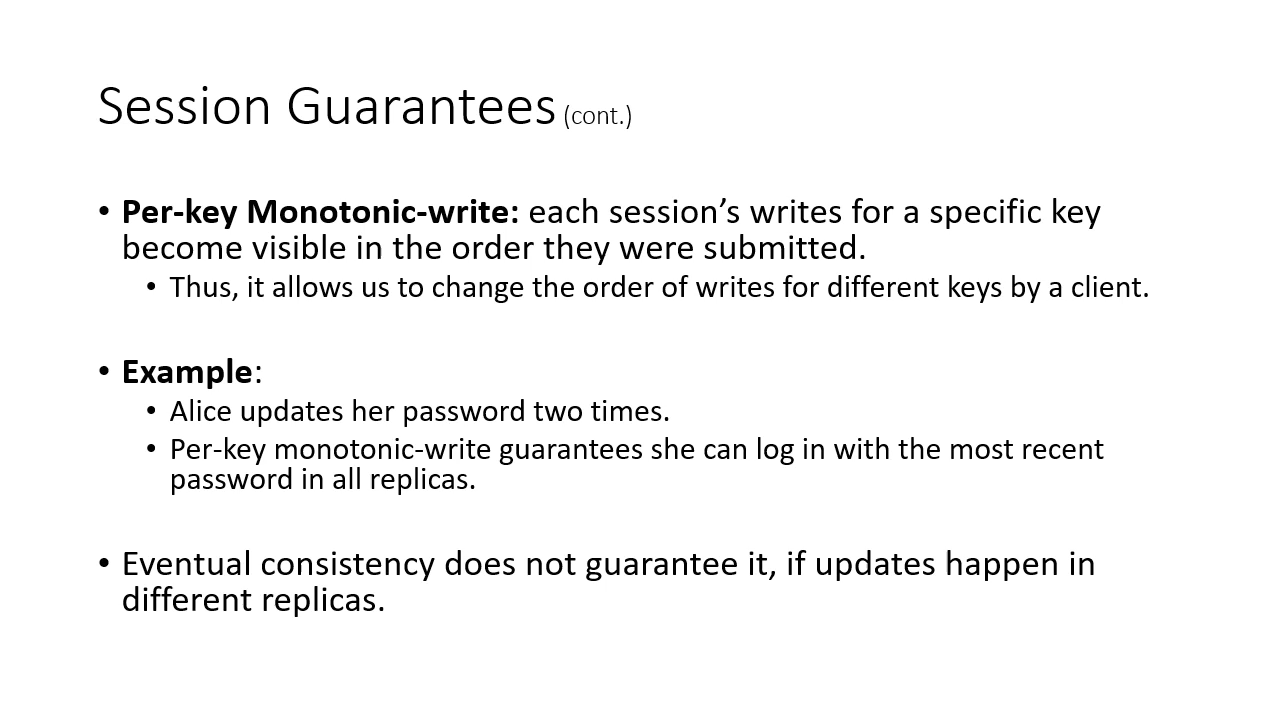 Session Guarantees (cont.)
• Per-key Monotonic-write: each session’s writes for a specific key
become visible in the order they were submitted.
• Thus, it allows us to change the order of writes for different keys by a client.
• Example:
• Alice updates her password two times.
• Per-key monotonic-write guarantees she can log in with the most recent
password in all replicas.
• Eventual consistency does not guarantee it, if updates happen in
different replicas.